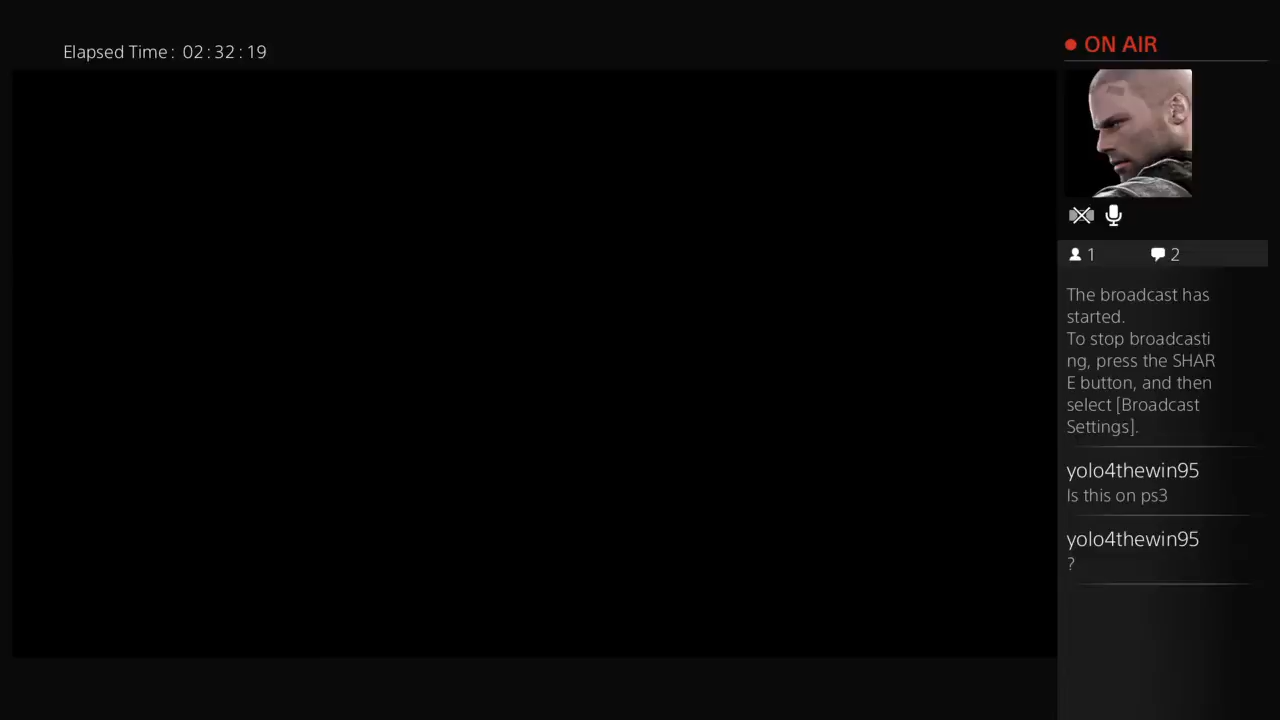 Elapsed Time: 02:32:19
ON AIR
1 2
The broadcast has
started.
To stop broadcasti
ng, press the SHAR
E button, and then
select [Broadcast
Settings].
yolo4thewin95
Is this on ps3
yolo4thewin95
?